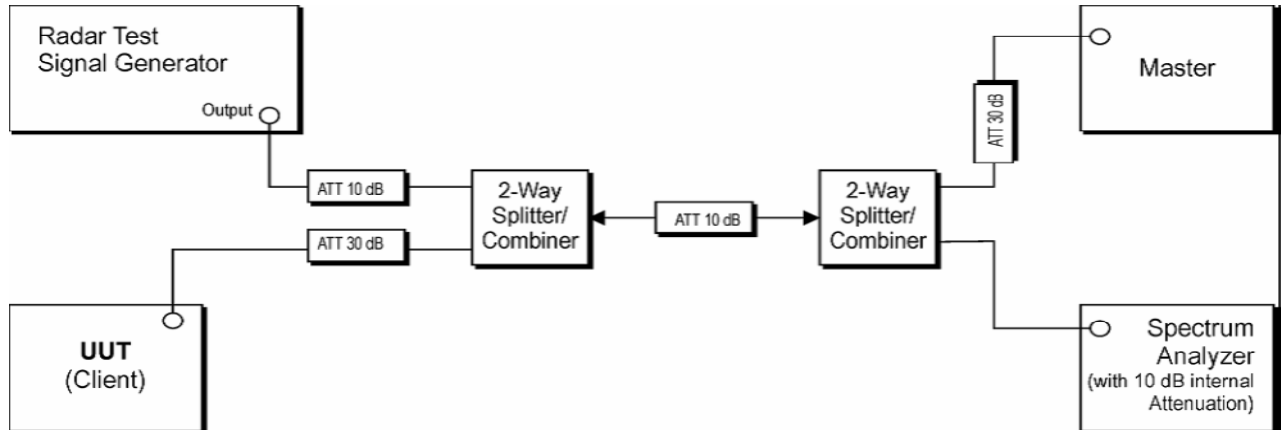 Radar Test
Signal Generator
Output
ATT 10 dB
ATT 30 dB
UUT
(Client)
2-Way
Splitter/
Combiner
ATT 10 dB
2-Way
Splitter/
Combiner
ATT 30 dB
Master
Spectrum
Analyzer
(with 10 dB internal
Attenuation)